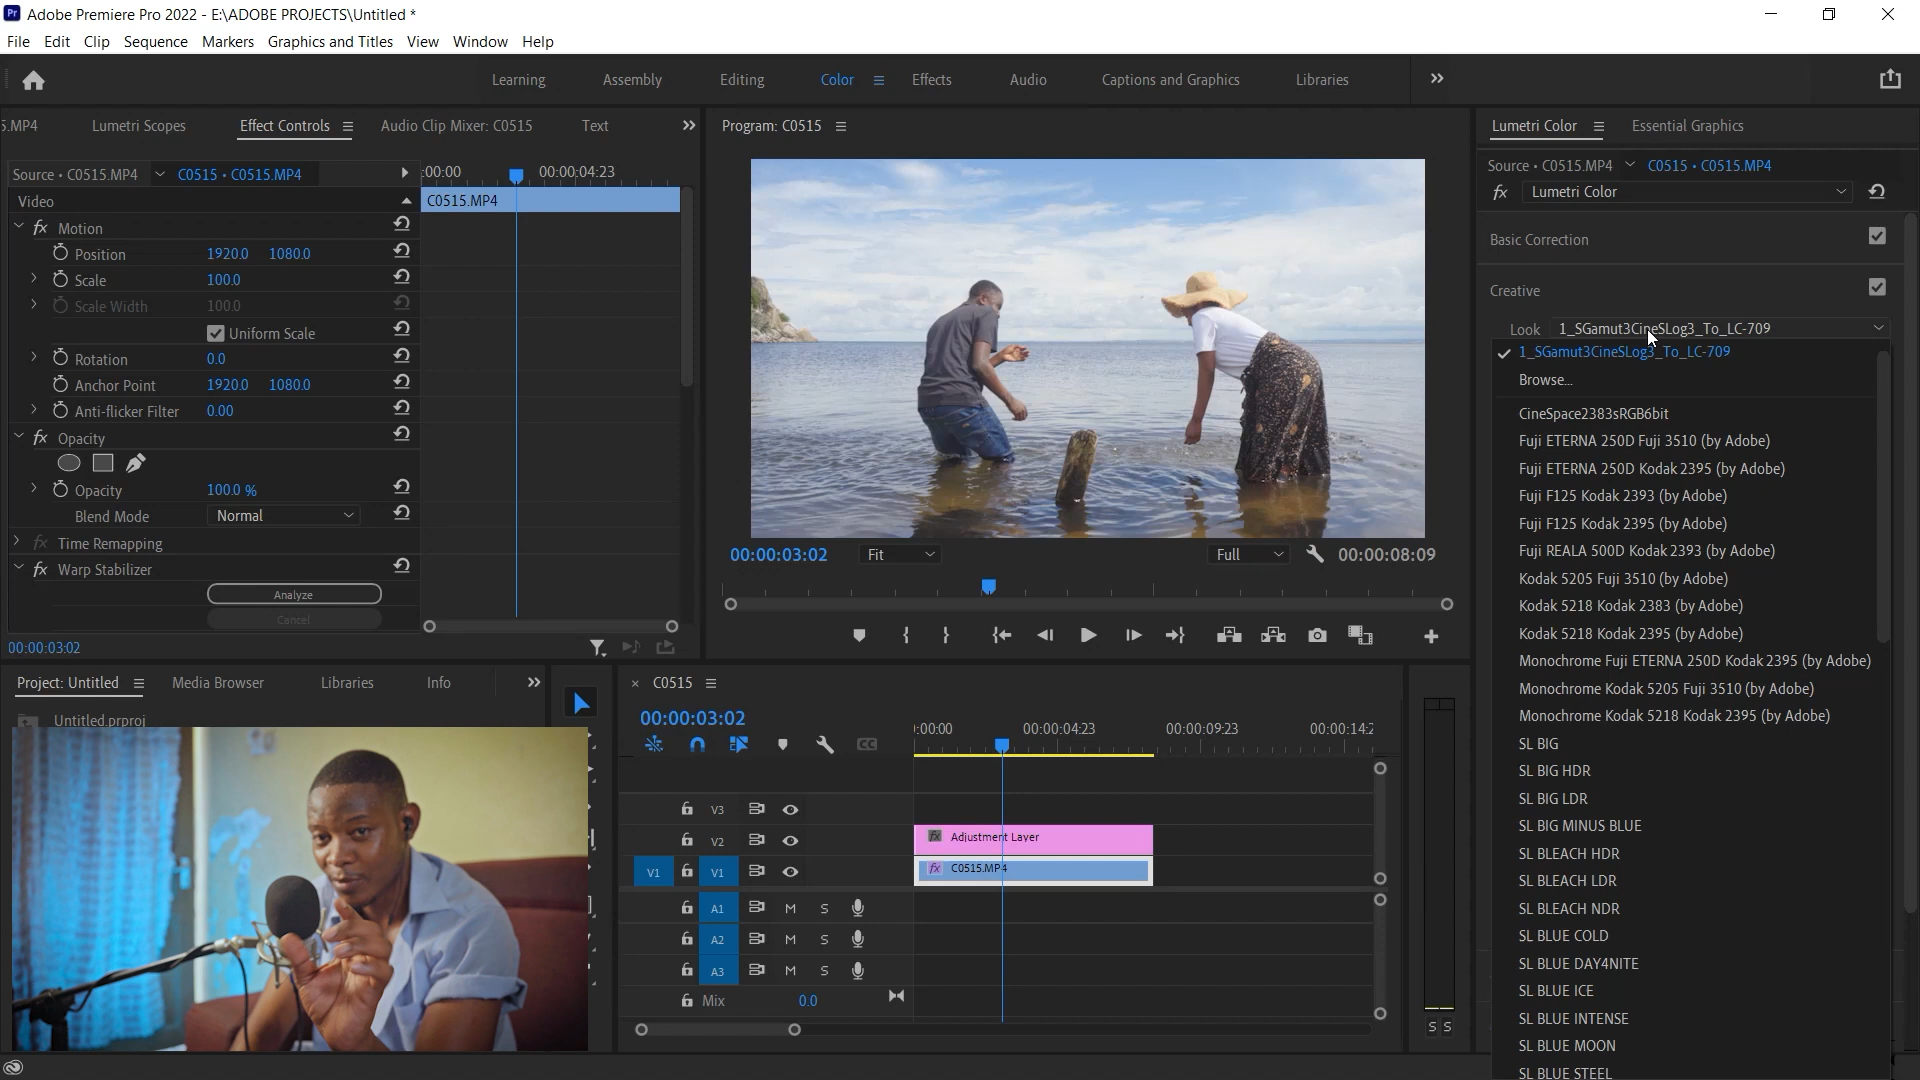 Pr Adobe Premiere Pro 2022 - E:\ADOBE PROJECTS\Untitled *
File Edit Clip Sequence Markers Graphics and Titles View Window Help
Learning Assembly Editing Color Effects Audio Captions and Graphics Libraries
5.MP4 Lumetri Scopes Effect Controls Audio Clip Mixer: C0515 Text
Source • C0515.MP4 C0515 • C0515.MP4 :00:00 00:00:04:23
Video C0515.MP4
fx Motion
Position 1920.0 1080.0
Scale 100.0
Scale Width 100.0
Uniform Scale
Rotation 0.0
Anchor Point 1920.0 1080.0
Anti-flicker Filter 0.00
fx Opacity
Opacity 100.0 %
Blend Mode Normal
fx Time Remapping
fx Warp Stabilizer
Analyze
Cancel
00:00:03:02
Program: C0515
00:00:03:02 Fit Full 00:00:08:09
Lumetri Color Essential Graphics
Source • C0515.MP4 C0515 • C0515.MP4
fx Lumetri Color
Basic Correction
Creative
Look 1_SGamut3CineSLog3_To_LC-709
1_SGamut3CineSLog3_To_LC-709
Browse...
CineSpace2383sRGB6bit
Fuji ETERNA 250D Fuji 3510 (by Adobe)
Fuji ETERNA 250D Kodak 2395 (by Adobe)
Fuji F125 Kodak 2393 (by Adobe)
Fuji F125 Kodak 2395 (by Adobe)
Fuji REALA 500D Kodak 2393 (by Adobe)
Kodak 5205 Fuji 3510 (by Adobe)
Kodak 5218 Kodak 2383 (by Adobe)
Kodak 5218 Kodak 2395 (by Adobe)
Monochrome Fuji ETERNA 250D Kodak 2395 (by Adobe)
Monochrome Kodak 5205 Fuji 3510 (by Adobe)
Monochrome Kodak 5218 Kodak 2395 (by Adobe)
SL BIG
SL BIG HDR
SL BIG LDR
SL BIG MINUS BLUE
SL BLEACH HDR
SL BLEACH LDR
SL BLEACH NDR
SL BLUE COLD
SL BLUE DAY4NITE
SL BLUE ICE
SL BLUE INTENSE
SL BLUE MOON
SL BLUE STEEL
Project: Untitled Media Browser Libraries Info
Untitled.prproj
× C0515
00:00:03:02
:00:00 00:00:04:23 00:00:09:23 00:00:14:2
CC
V3
V2 fx Adjustment Layer
V1 V1 fx C0515.MP4
A1 M S
A2 M S
A3 M S
Mix 0.0
S S